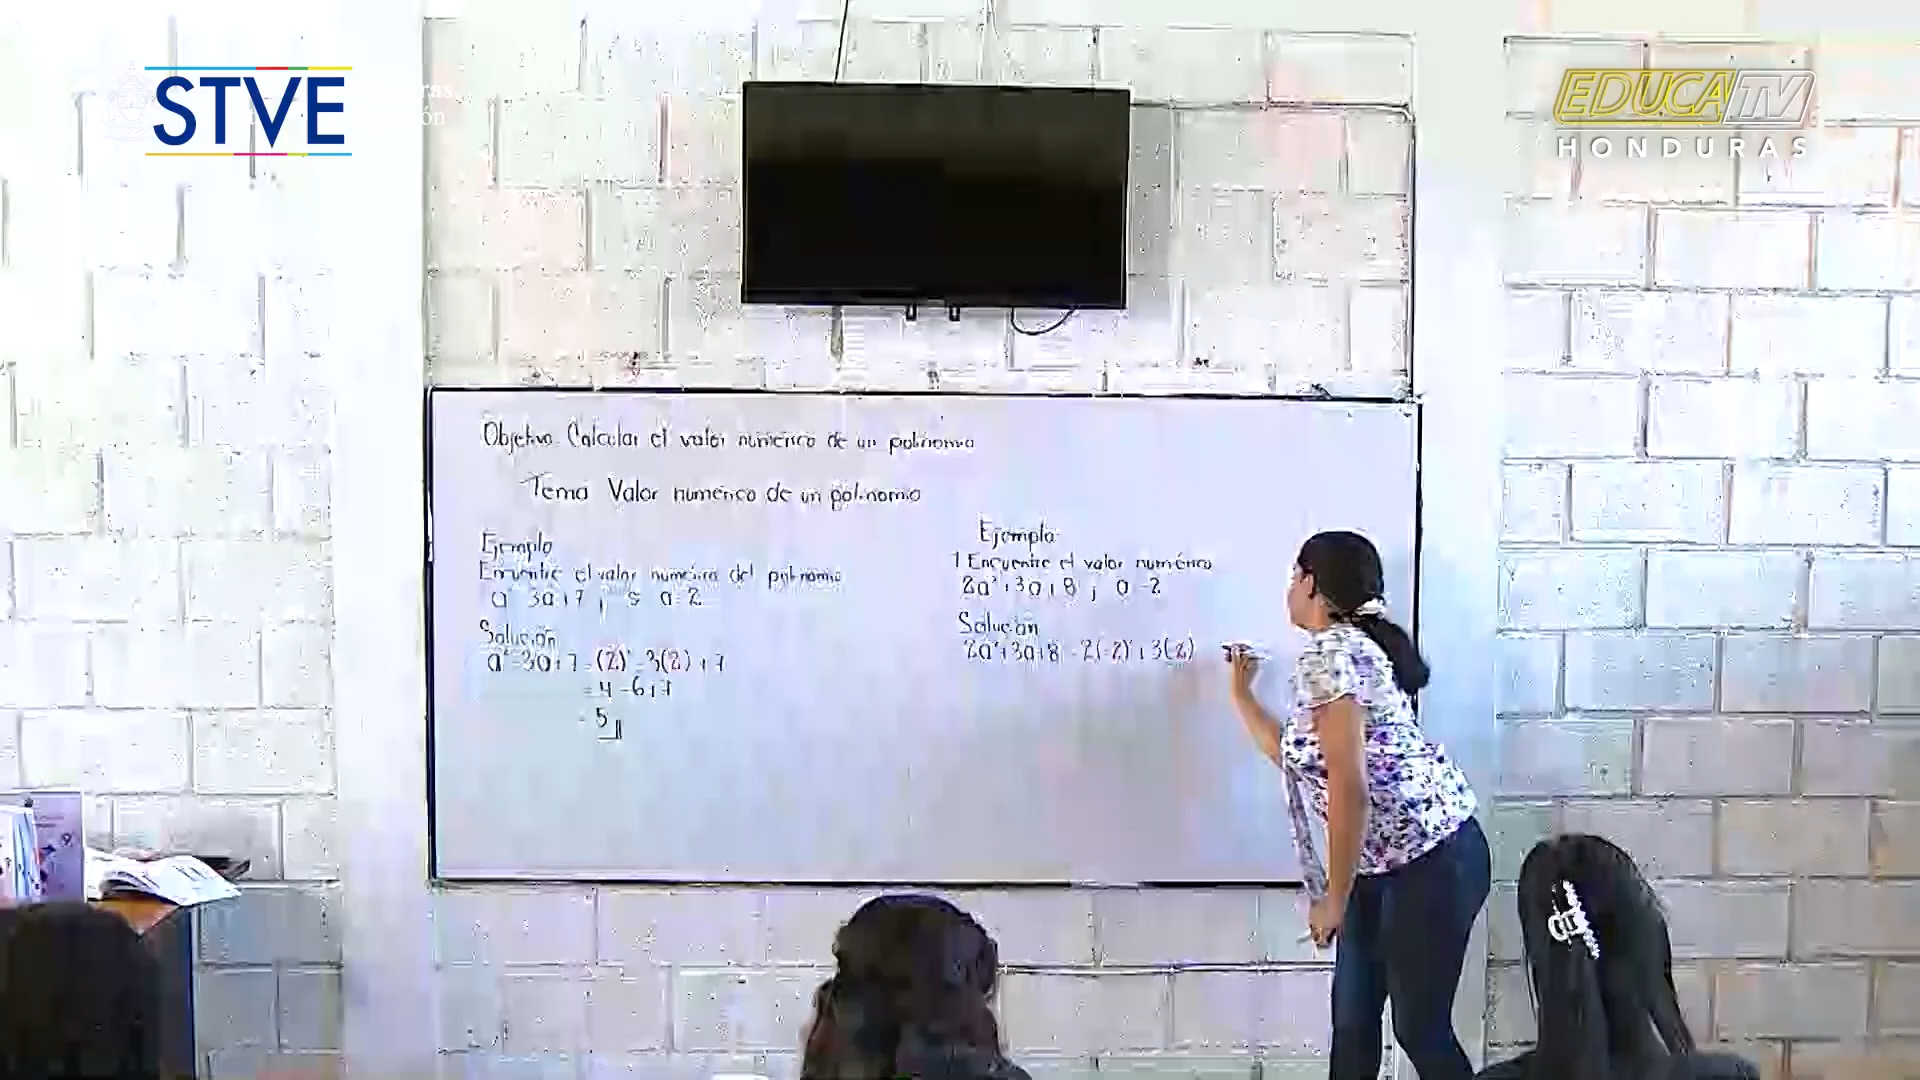 STVE
EDUCATV
HONDURAS
Objetivo. Calcular el valor numérico de un polinomio
Tema Valor numérico de un polinomio
Ejemplo
Encuentre el valor numérico del polinomio
a² 3a+7 ; si a=2
Solución
a²-3a+7=(2)²-3(2)+7
=4-6+7
=5
Ejemplo
1 Encuentre el valor numérico
2a²+3a+8 ; a=-2
Solución
2a²+3a+8=2(-2)²+3(2)